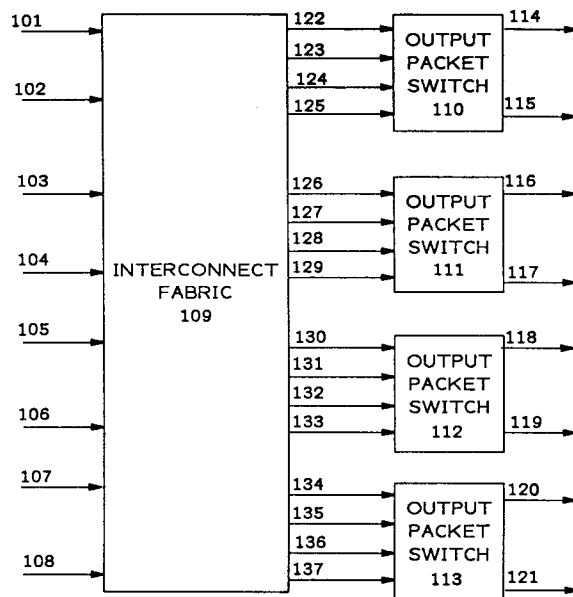 101
102
103
104
105
106
107
108
INTERCONNECT
FABRIC
109
122
123
124
125
126
127
128
129
130
131
132
133
134
135
136
137
OUTPUT
PACKET
SWITCH
110
114
115
OUTPUT
PACKET
SWITCH
111
116
117
OUTPUT
PACKET
SWITCH
112
118
119
OUTPUT
PACKET
SWITCH
113
120
121